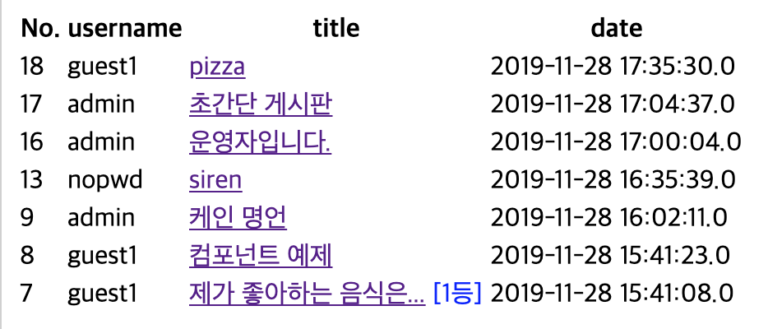 No. username title date
18 guest1 pizza 2019-11-28 17:35:30.0
17 admin 초간단 게시판 2019-11-28 17:04:37.0
16 admin 운영자입니다. 2019-11-28 17:00:04.0
13 nopwd siren 2019-11-28 16:35:39.0
9 admin 케인 명언 2019-11-28 16:02:11.0
8 guest1 컴포넌트 예제 2019-11-28 15:41:23.0
7 guest1 제가 좋아하는 음식은... [1등] 2019-11-28 15:41:08.0